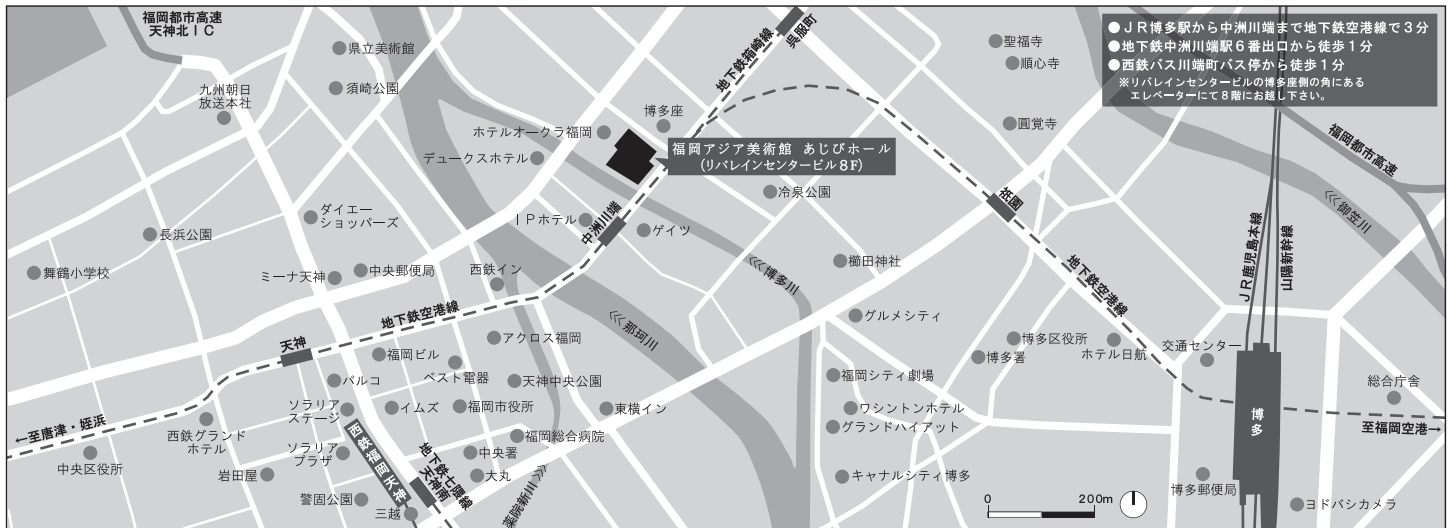 福岡都市高速
天神北ＩＣ
県立美術館
須崎公園
九州朝日
放送本社
地下鉄箱崎線
呉服町
聖福寺
順心寺
圓覚寺
●ＪＲ博多駅から中洲川端まで地下鉄空港線で３分
●地下鉄中洲川端駅６番出口から徒歩１分
●西鉄バス川端町バス停から徒歩１分
※リバレインセンタービルの博多座側の角にある
エレベーターにて８階にお越し下さい。
福岡都市高速
博多座
ホテルオークラ福岡
デュークスホテル
福岡アジア美術館 あじびホール
(リバレインセンタービル８Ｆ)
冷泉公園
祇園
<<<御笠川
ダイエー
ショッパーズ
長浜公園
ＩＰホテル
中洲川端
ゲイツ
舞鶴小学校
ミーナ天神
中央郵便局
西鉄イン
<<<博多川
櫛田神社
地下鉄空港線
ＪＲ鹿児島本線
山陽新幹線
地下鉄空港線
<<<那珂川
グルメシティ
天神
福岡ビル
アクロス福岡
博多区役所
博多署
ホテル日航
交通センター
パルコ
ベスト電器
天神中央公園
福岡シティ劇場
総合庁舎
ソラリア
ステージ
イムズ
福岡市役所
東横イン
ワシントンホテル
グランドハイアット
博多
←至唐津・姪浜
西鉄グランド
ホテル
至福岡空港→
中央区役所
岩田屋
ソラリア
プラザ
西鉄福岡天神
地下鉄七隈線
天神南
福岡総合病院
中央署
大丸
薬院新川>>>
キャナルシティ博多
博多郵便局
警固公園
三越
0
200m
ヨドバシカメラ